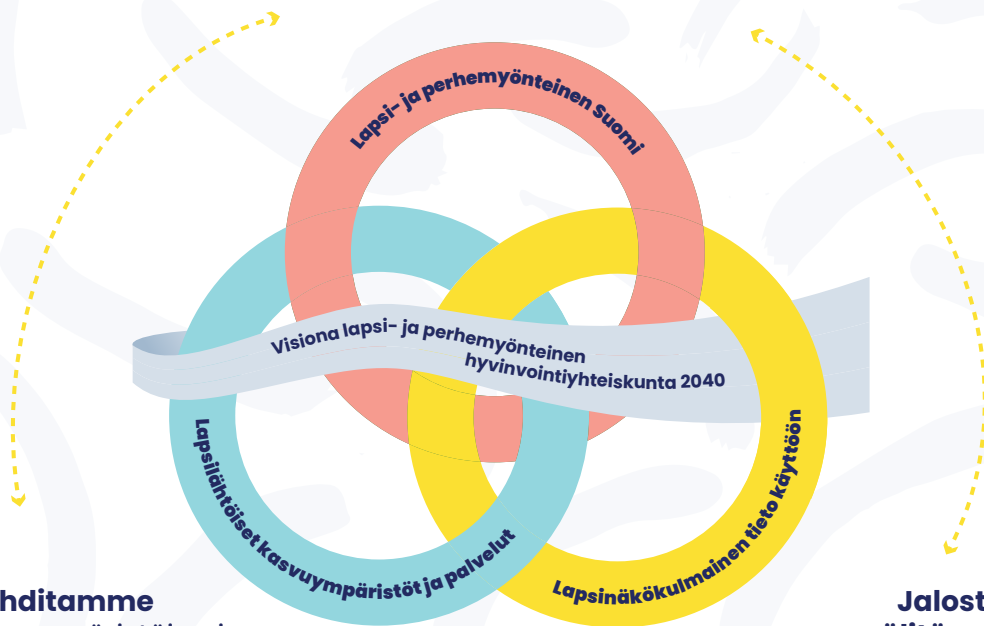 Lapsi- ja perhemyönteinen Suomi
Visiona lapsi- ja perhemyönteinen
hyvinvointiyhteiskunta 2040
Lapsilähtöiset kasvuympäristöt ja palvelut
Lapsinäkökulmainen tieto käyttöön
hditamme
Jalost